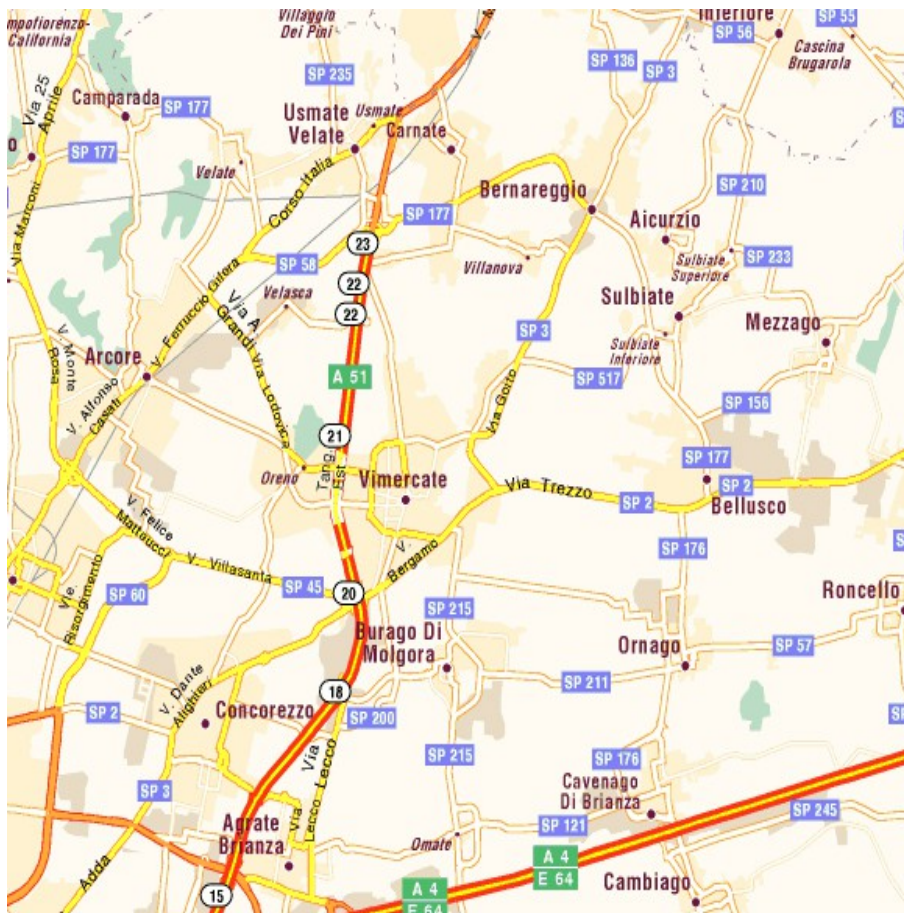 Villaggio
Dei Pini
Inferiore
SP 55
SP 56
Cascina
Brugarola
California
SP 235
SP 136
SP 3
Via 25
Aprile
Camparada
SP 177
Usmate
Velate
Usmate
Carnate
SP 177
Velate
Corso Italia
SP 210
Bernareggio
SP 177
Aicurzio
Via Marconi
23
SP 58
Villanova
Sulbiate
Superiore
SP 233
22
V. Ferruccio Gilera
Velasca
Via A.
Grandi
22
Sulbiate
Mezzago
SP 3
Sulbiate
Inferiore
V. Monte
Rosa
Arcore
Via Lodovica
A 51
SP 517
V. Alfonso
Casati
Via Goito
SP 156
21
Oreno
Tang.
Est
Vimercate
SP 177
Via Trezzo
SP 2
SP 2
Bellusco
V. Felice
Mattaucci
V.
Bergamo
SP 176
V. Villasanta
SP 45
20
SP 60
V.le.
Risorgimento
SP 215
Roncello
Burago Di
Molgora
Ornago
SP 57
V. Dante
Alighieri
18
SP 211
SP 2
Concorezzo
SP 200
Via
Lecco
Lecco
SP 215
SP 176
SP 3
Cavenago
Di Brianza
Via
SP 245
Agrate
Brianza
Omate
SP 121
Adda
A 4
E 64
15
A 4
E 64
Cambiago